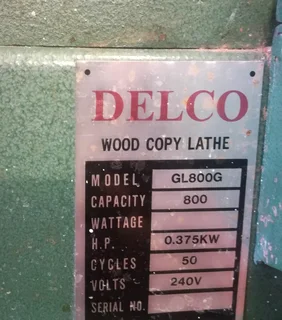 DELCO
WOOD COPY LATHE
MODEL GL800G
CAPACITY 800
WATTAGE
H.P. 0.375KW
CYCLES 50
VOLTS 240V
SERIAL NO.